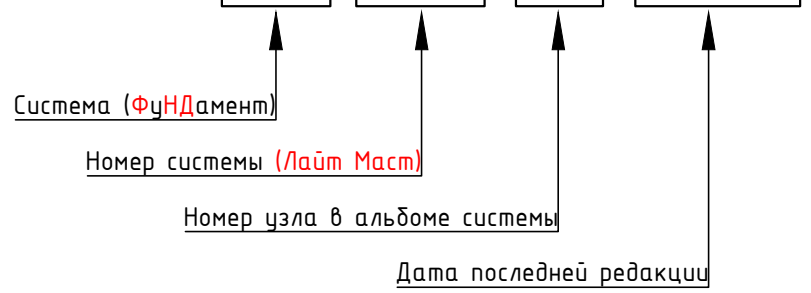 Система (ФуНДамент)
Номер системы (Лайт Маст)
Номер узла в альбоме системы
Дата последней редакции